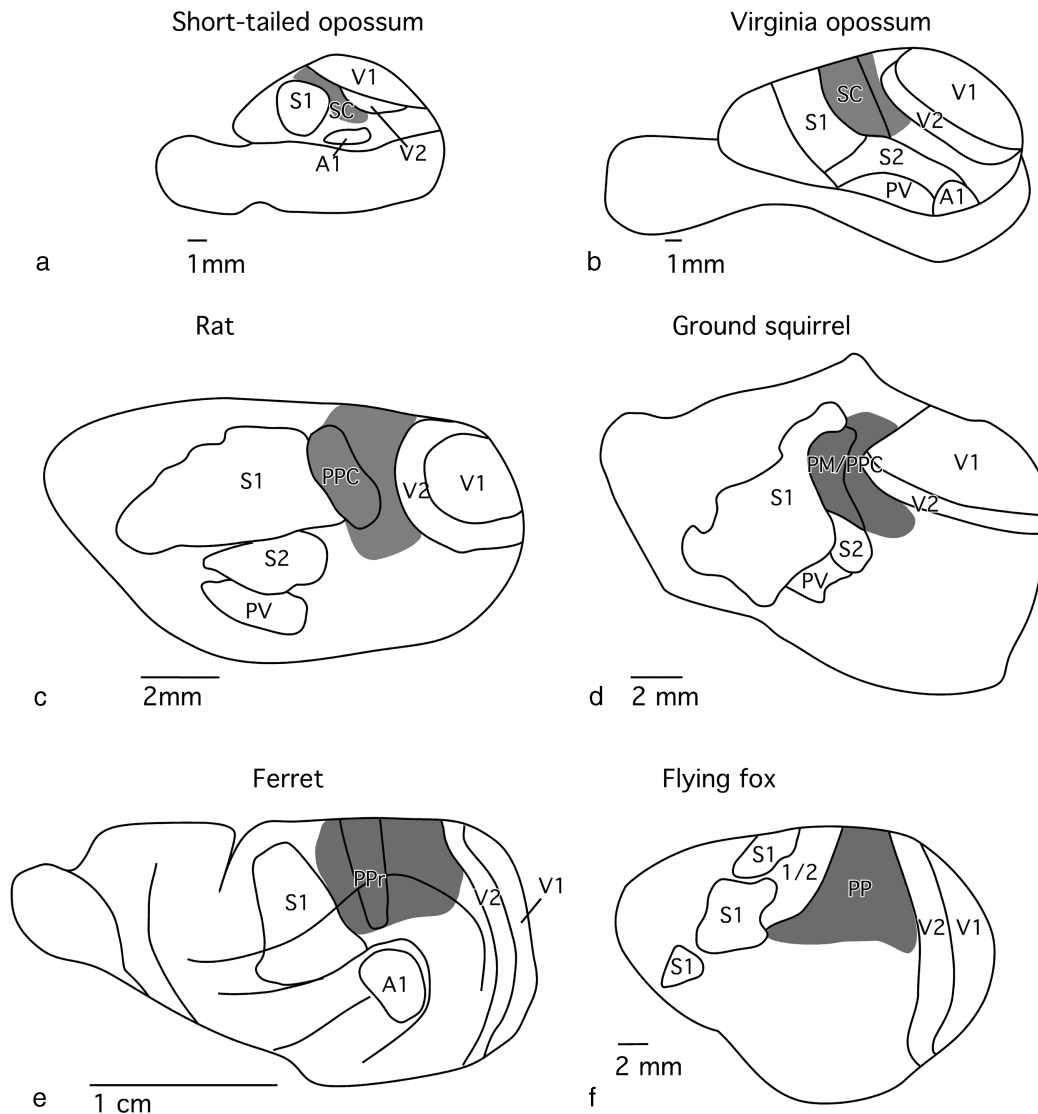 Short-tailed opossum
V1
S1
SC
A1
V2
1mm
a
Virginia opossum
SC
V1
S1
V2
S2
PV
A1
1mm
b
Rat
S1
PPC
V2
V1
S2
PV
2mm
c
Ground squirrel
PM/PPC
V1
S1
V2
S2
PV
2 mm
d
Ferret
PPr
S1
V2
V1
A1
1 cm
e
Flying fox
S1
1/2
PP
S1
V2
V1
S1
2 mm
f